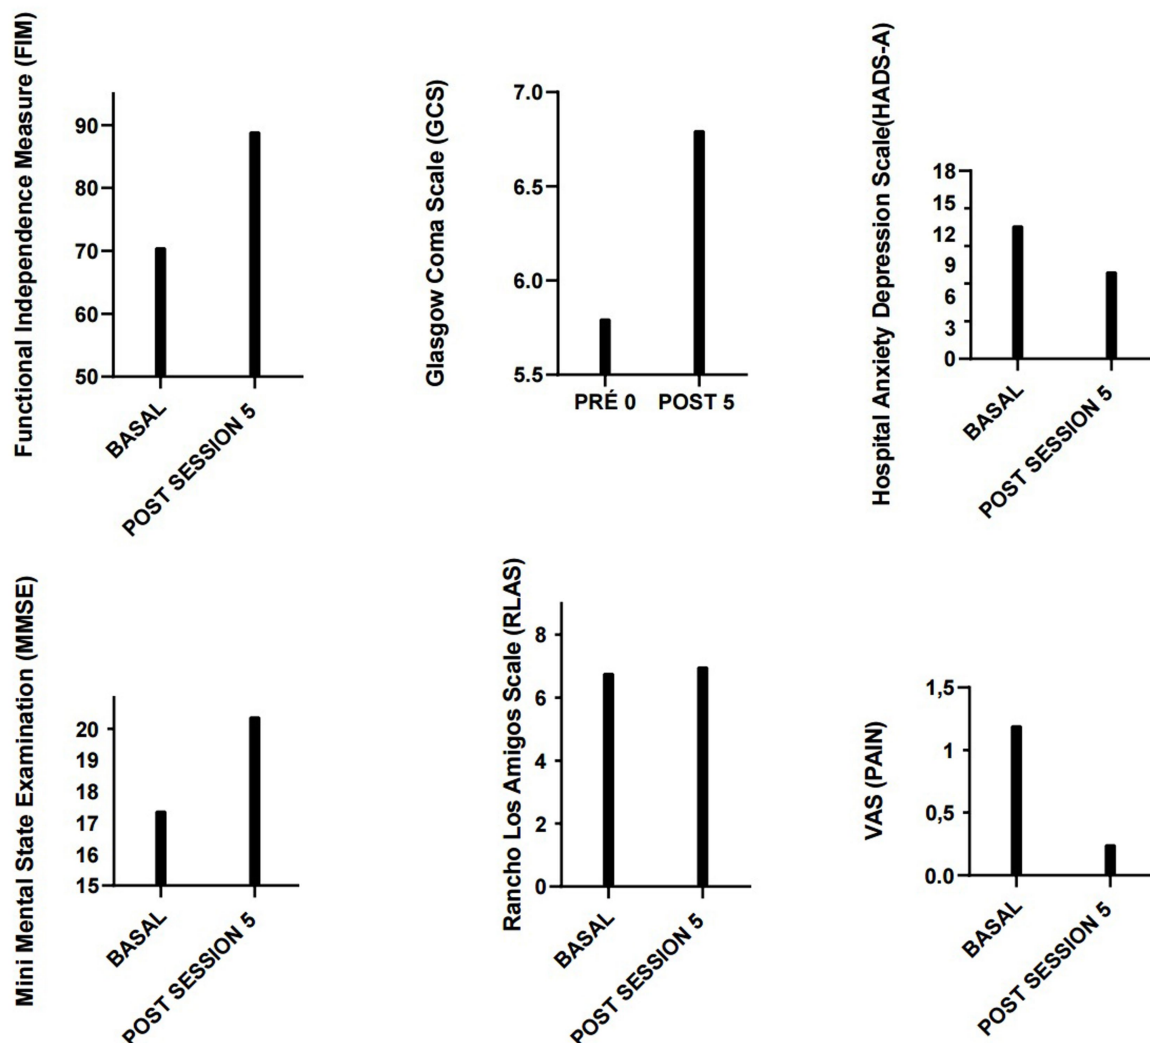 Functional Independence Measure (FIM)
90
80
70
60
50
BASAL
POST SESSION 5
Glasgow Coma Scale (GCS)
7.0
6.5
6.0
5.5
PRÉ 0
POST 5
Hospital Anxiety Depression Scale(HADS-A)
18
15
12
9
6
3
0
BASAL
POST SESSION 5
Mini Mental State Examination (MMSE)
20
19
18
17
16
15
BASAL
POST SESSION 5
Rancho Los Amigos Scale (RLAS)
8
6
4
2
0
BASAL
POST SESSION 5
VAS (PAIN)
1,5
1
0,5
0.0
BASAL
POST SESSION 5